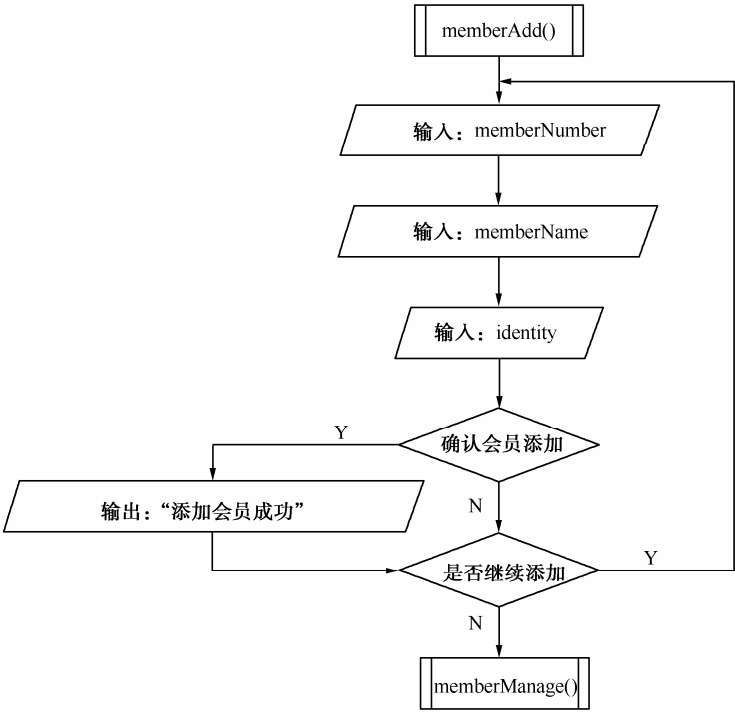 memberAdd()
输入：memberNumber
输入：memberName
输入：identity
确认会员添加
Y
N
输出：“添加会员成功”
是否继续添加
Y
N
memberManage()